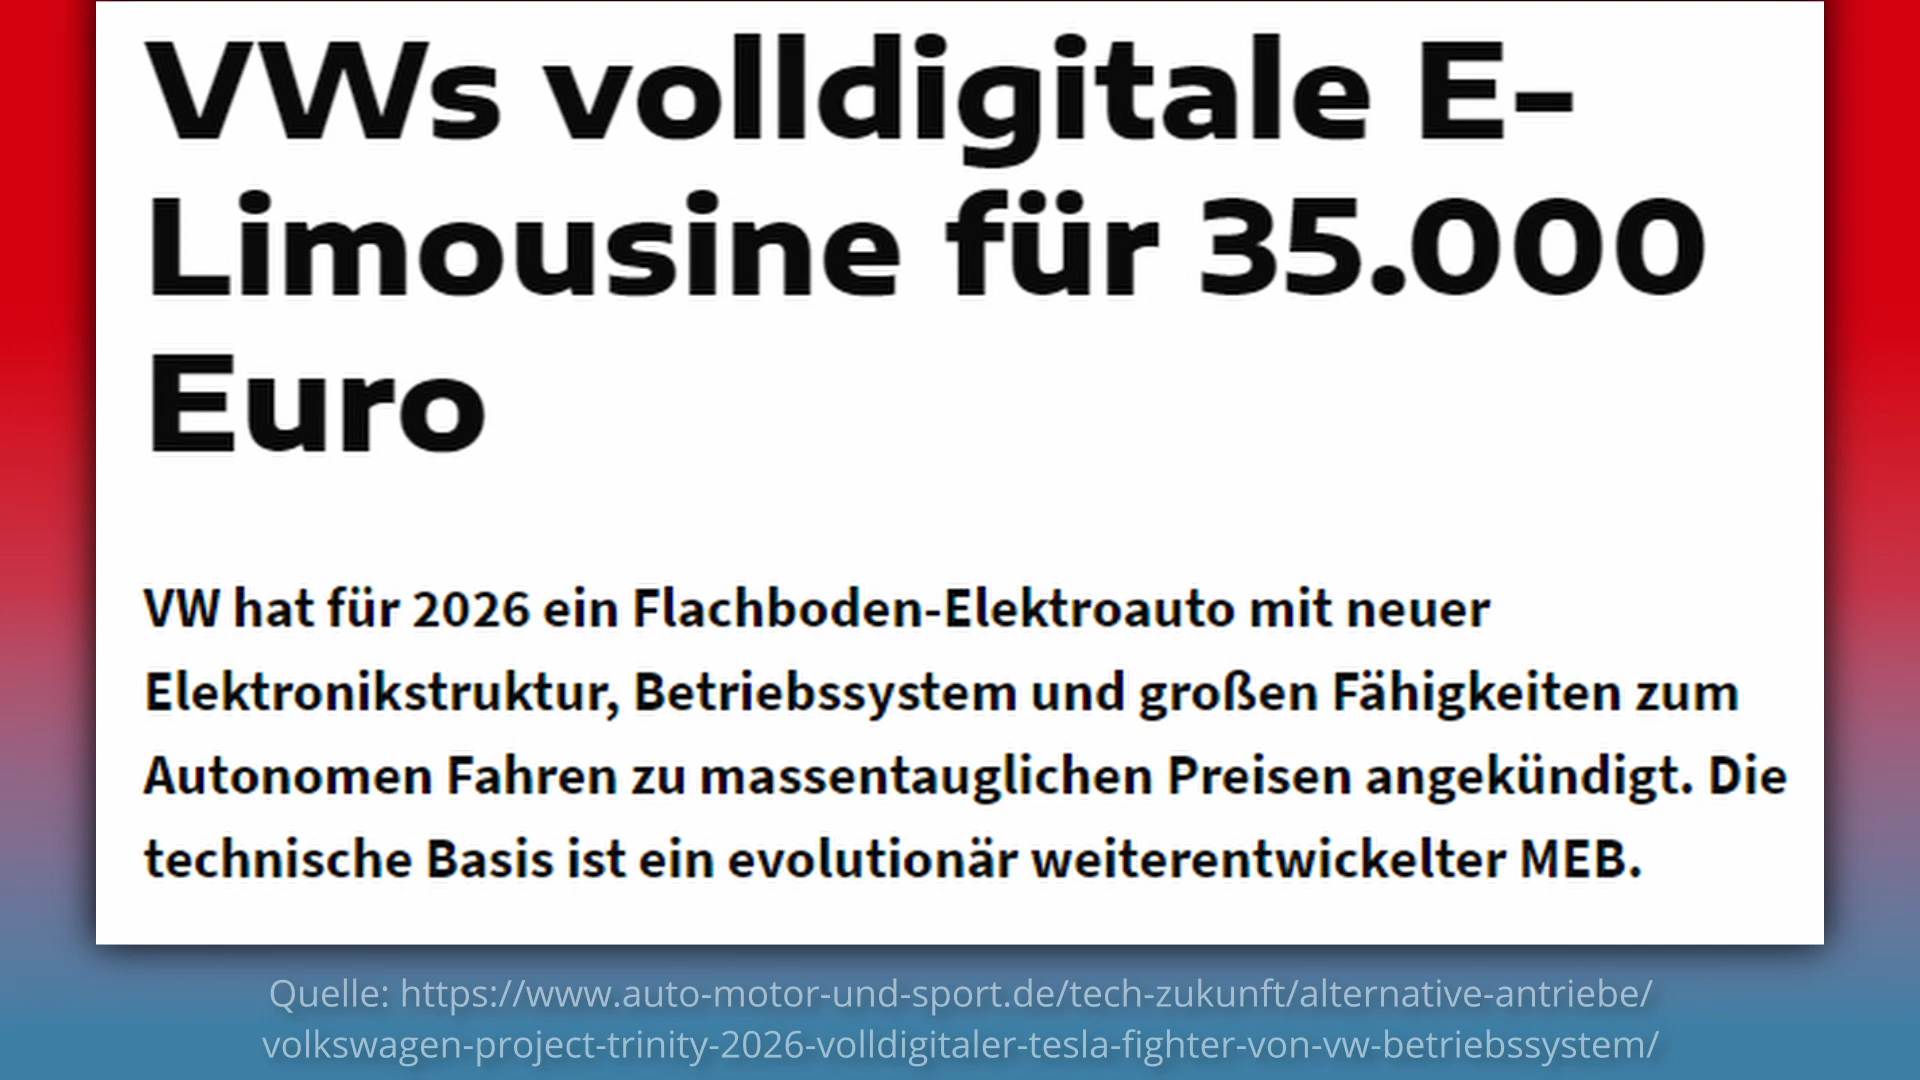 VWs volldigitale E-
Limousine für 35.000
Euro
VW hat für 2026 ein Flachboden-Elektroauto mit neuer
Elektronikstruktur, Betriebssystem und großen Fähigkeiten zum
Autonomen Fahren zu massentauglichen Preisen angekündigt. Die
technische Basis ist ein evolutionär weiterentwickelter MEB.
Quelle: https://www.auto-motor-und-sport.de/tech-zukunft/alternative-antriebe/
volkswagen-project-trinity-2026-volldigitaler-tesla-fighter-von-vw-betriebssystem/